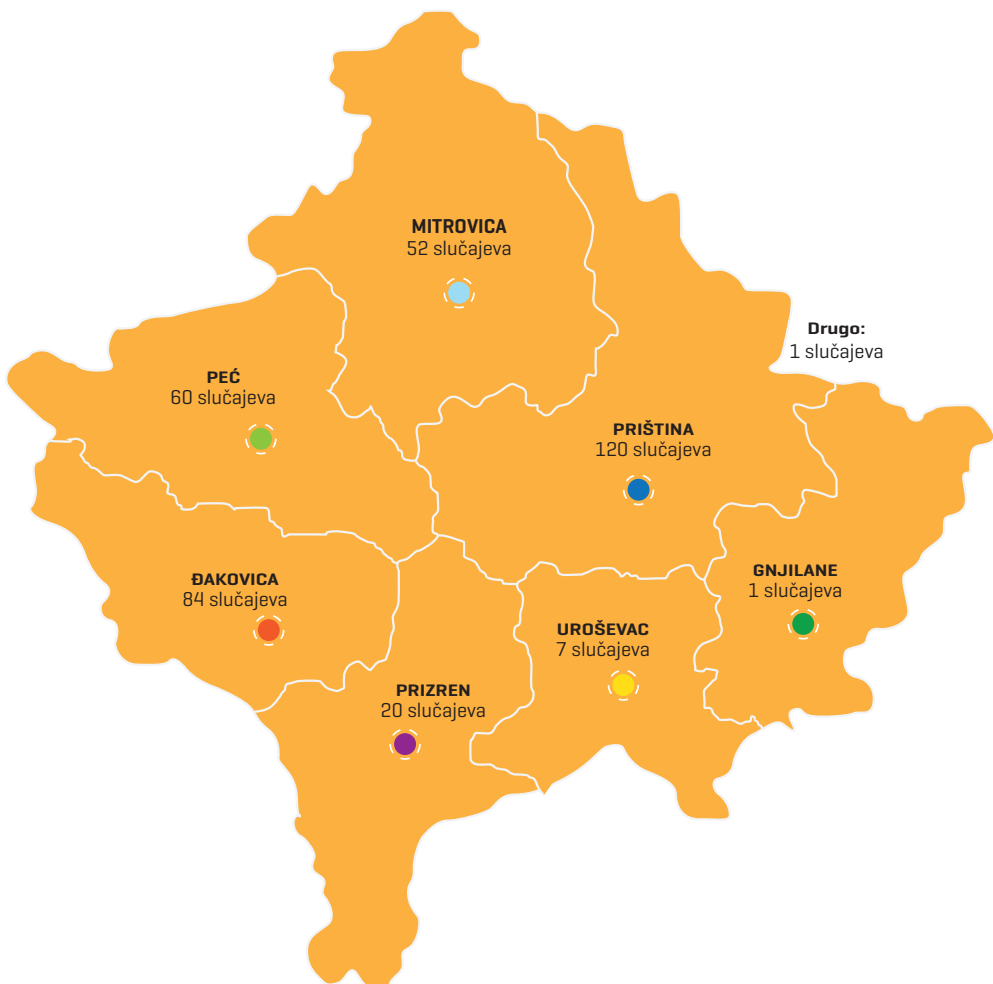 MITROVICA
52 slučajeva
Drugo:
1 slučajeva
PEĆ
60 slučajeva
PRIŠTINA
120 slučajeva
ĐAKOVICA
84 slučajeva
GNJILANE
1 slučajeva
UROŠEVAC
7 slučajeva
PRIZREN
20 slučajeva